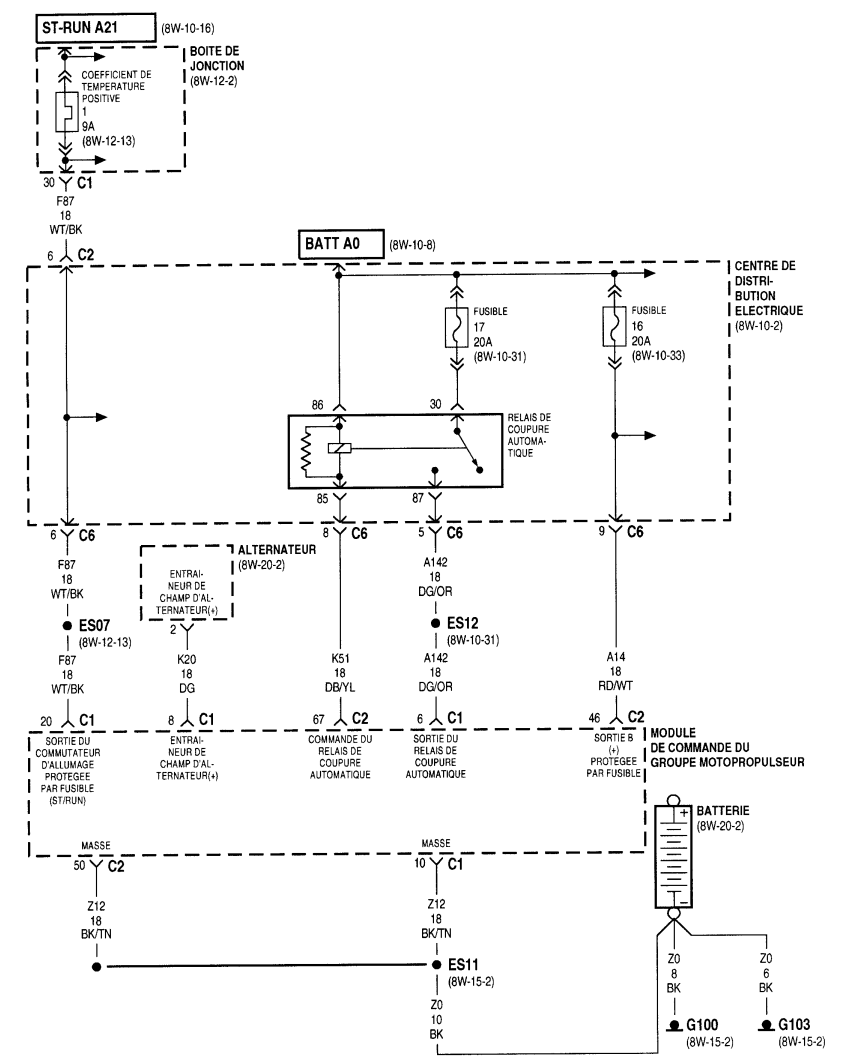 ST-RUN A21
(8W-10-16)
BOITE DE
JONCTION
(8W-12-2)
COEFFICIENT DE
TEMPERATURE
POSITIVE
1
9A
(8W-12-13)
30
C1
F87
18
WT/BK
6
C2
BATT A0
(8W-10-8)
CENTRE DE
DISTRI-
BUTION
ELECTRIQUE
(8W-10-2)
FUSIBLE
17
20A
(8W-10-31)
FUSIBLE
16
20A
(8W-10-33)
86
30
RELAIS DE
COUPURE
AUTOMA-
TIQUE
85
87
6
C6
8
C6
5
C6
9
C6
F87
18
WT/BK
ALTERNATEUR
(8W-20-2)
ENTRAI-
NEUR DE
CHAMP D'AL-
TERNATEUR(+)
2
A142
18
DG/OR
ES07
(8W-12-13)
ES12
(8W-10-31)
F87
18
WT/BK
K20
18
DG
K51
18
DB/YL
A142
18
DG/OR
A14
18
RD/WT
20
C1
8
C1
67
C2
6
C1
46
C2
SORTIE DU
COMMUTATEUR
D'ALLUMAGE
PROTEGEE
PAR FUSIBLE
(ST/RUN)
ENTRAI-
NEUR DE
CHAMP D'AL-
TERNATEUR(+)
COMMANDE DU
RELAIS DE
COUPURE
AUTOMATIQUE
SORTIE DU
RELAIS DE
COUPURE
AUTOMATIQUE
SORTIE B
(+)
PROTEGEE
PAR FUSIBLE
MODULE
DE COMMANDE DU
GROUPE MOTOPROPULSEUR
BATTERIE
(8W-20-2)
+
-
MASSE
MASSE
50
C2
10
C1
Z12
18
BK/TN
Z12
18
BK/TN
ES11
(8W-15-2)
Z0
10
BK
Z0
8
BK
Z0
6
BK
G100
(8W-15-2)
G103
(8W-15-2)